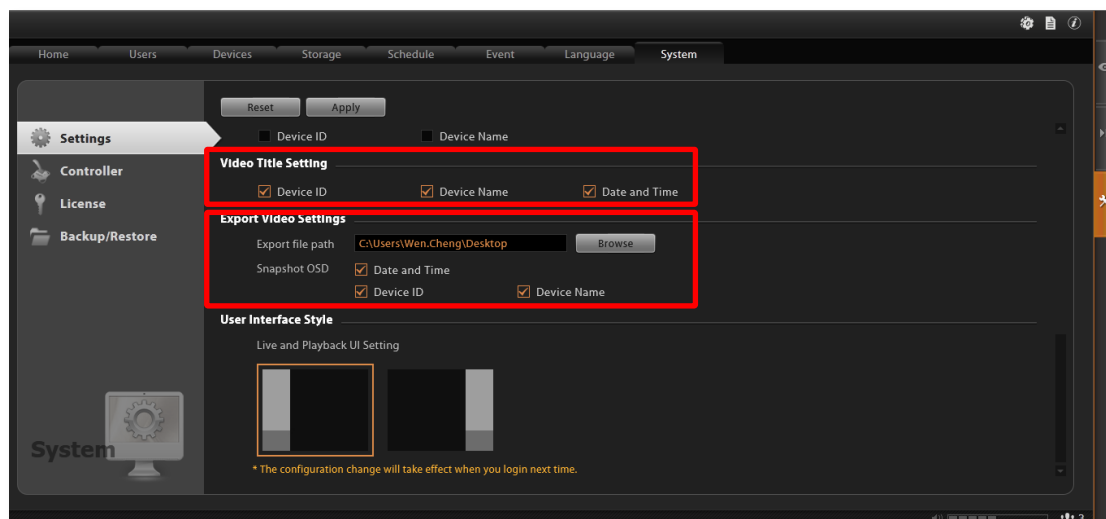 Home Users Devices Storage Schedule Event Language System
Reset Apply
Device ID Device Name
Settings
Controller
License
Backup/Restore
System
Video Title Setting
Device ID Device Name Date and Time
Export Video Settings
Export file path C:\Users\Wen.Cheng\Desktop Browse
Snapshot OSD Date and Time
Device ID Device Name
User Interface Style
Live and Playback UI Setting
* The configuration change will take effect when you login next time.
3